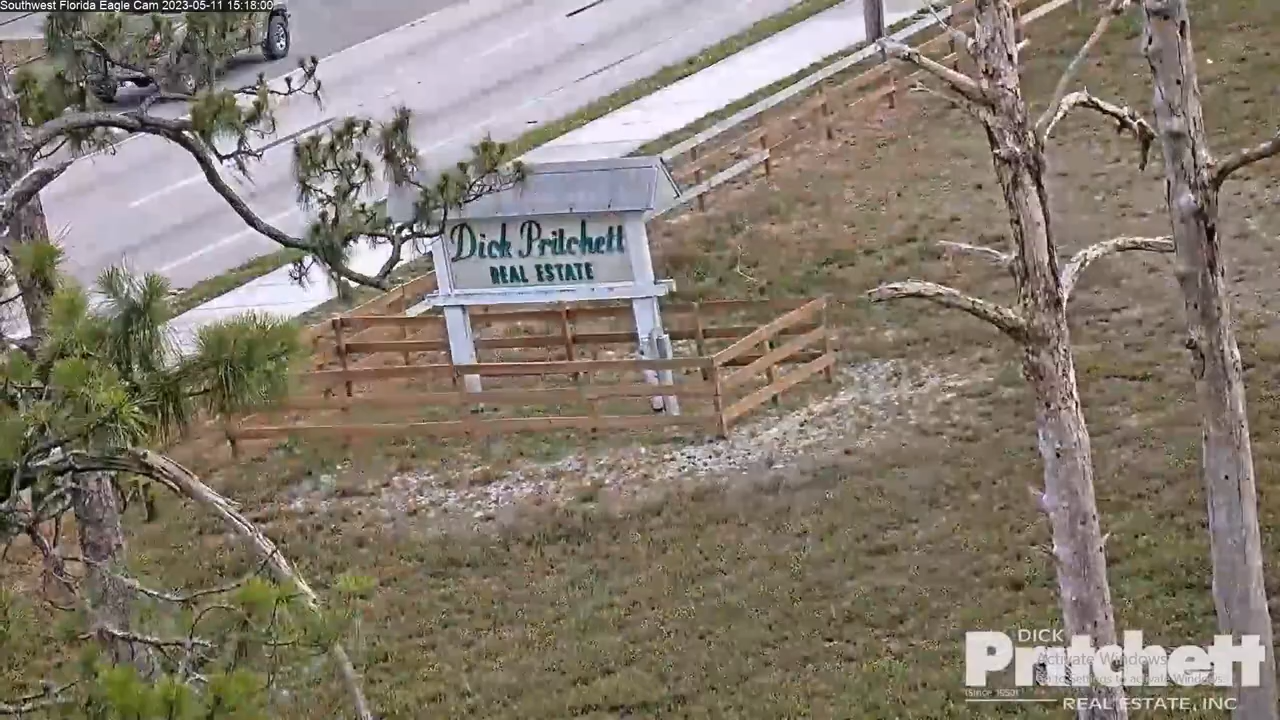 Southwest Florida Eagle Cam 2023-05-11 15:18:00
Dick Pritchett
REAL ESTATE
DICK
Pritchett
Activate Windows
Go to Settings to activate Windows.
REAL ESTATE, INC